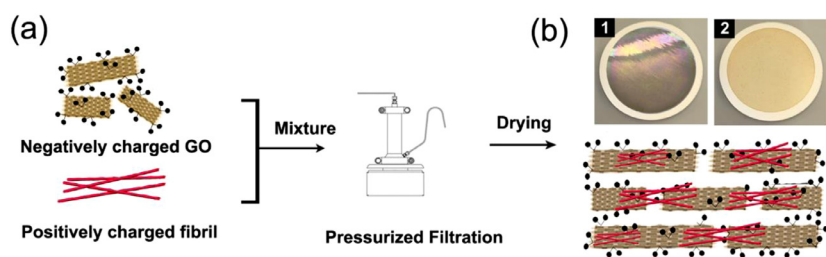 (a)
Negatively charged GO
Positively charged fibril
Mixture
Pressurized Filtration
Drying
(b)
1
2